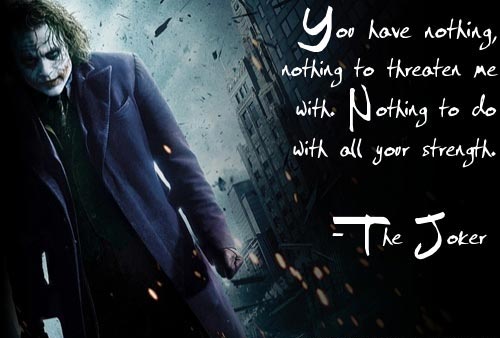 You have nothing,
nothing to threaten me
with. Nothing to do
with all your strength.
-The Joker